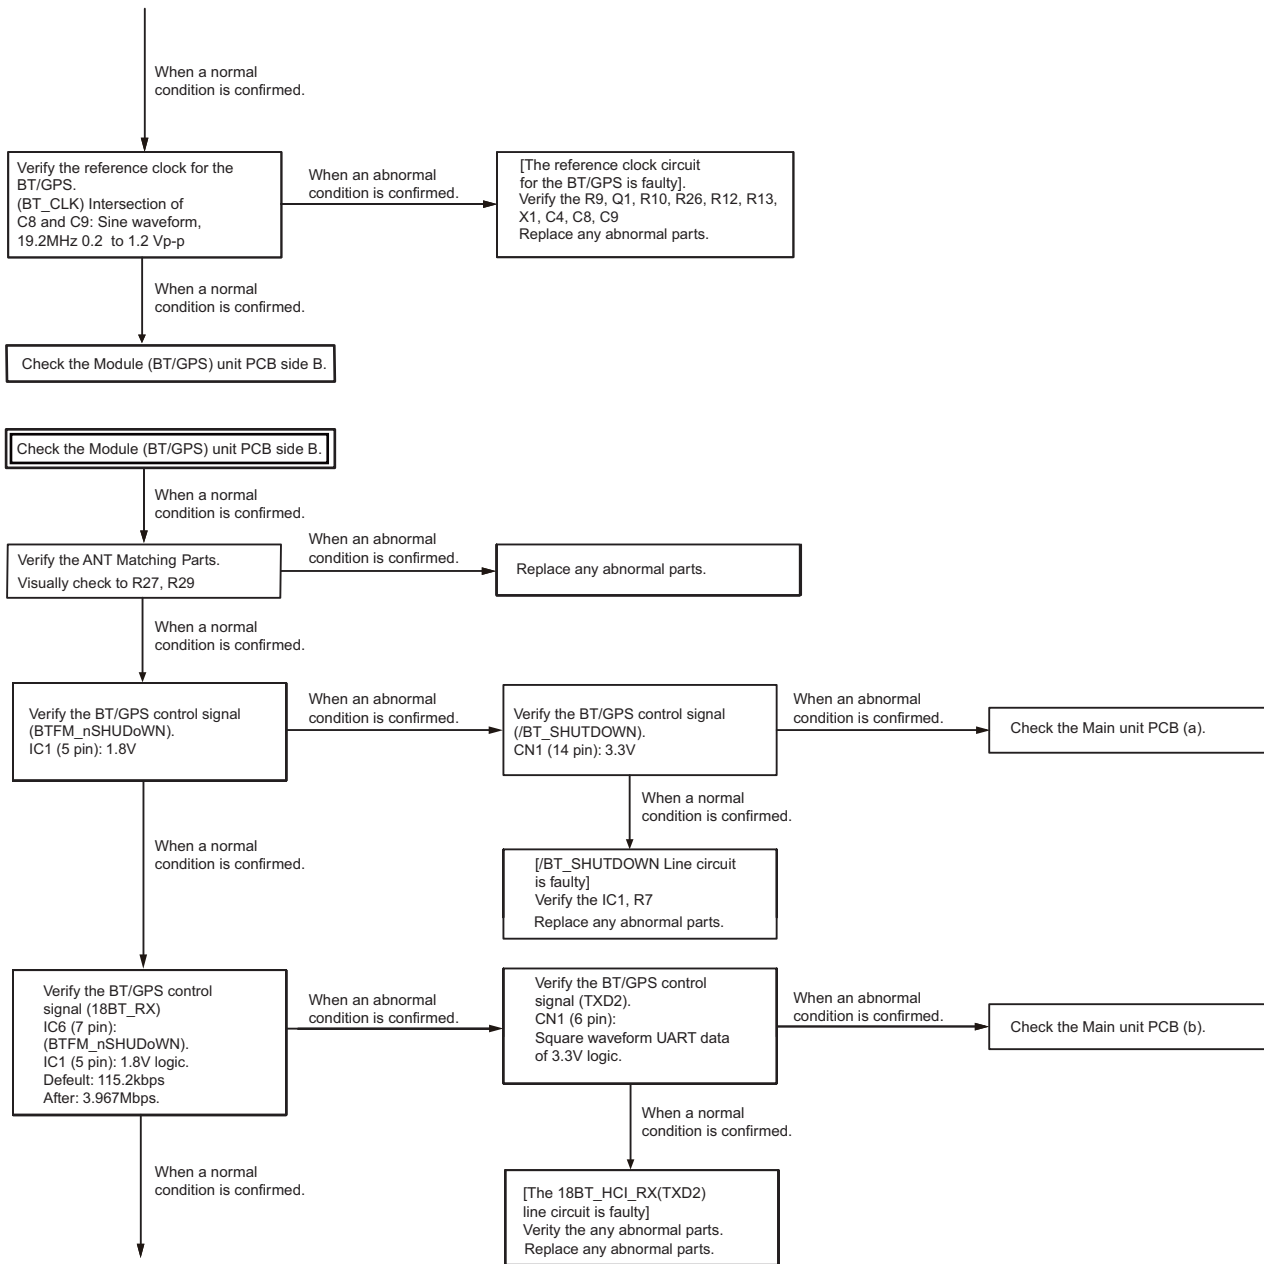 When a normal
condition is confirmed.
Verify the reference clock for the
BT/GPS.
(BT_CLK) Intersection of
C8 and C9: Sine waveform,
19.2MHz 0.2 to 1.2 Vp-p
When an abnormal
condition is confirmed.
[The reference clock circuit
for the BT/GPS is faulty].
Verify the R9, Q1, R10, R26, R12, R13,
X1, C4, C8, C9
Replace any abnormal parts.
When a normal
condition is confirmed.
Check the Module (BT/GPS) unit PCB side B.
Check the Module (BT/GPS) unit PCB side B.
When a normal
condition is confirmed.
Verify the ANT Matching Parts.
Visually check to R27, R29
When an abnormal
condition is confirmed.
Replace any abnormal parts.
When a normal
condition is confirmed.
Verify the BT/GPS control signal
(BTFM_nSHUDoWN).
IC1 (5 pin): 1.8V
When an abnormal
condition is confirmed.
Verify the BT/GPS control signal
(/BT_SHUTDOWN).
CN1 (14 pin): 3.3V
When an abnormal
condition is confirmed.
Check the Main unit PCB (a).
When a normal
condition is confirmed.
[/BT_SHUTDOWN Line circuit
is faulty]
Verify the IC1, R7
Replace any abnormal parts.
When a normal
condition is confirmed.
Verify the BT/GPS control
signal (18BT_RX)
IC6 (7 pin):
(BTFM_nSHUDoWN).
IC1 (5 pin): 1.8V logic.
Defeult: 115.2kbps
After: 3.967Mbps.
When an abnormal
condition is confirmed.
Verify the BT/GPS control
signal (TXD2).
CN1 (6 pin):
Square waveform UART data
of 3.3V logic.
When an abnormal
condition is confirmed.
Check the Main unit PCB (b).
When a normal
condition is confirmed.
[The 18BT_HCI_RX(TXD2)
line circuit is faulty]
Verity the any abnormal parts.
Replace any abnormal parts.
When a normal
condition is confirmed.